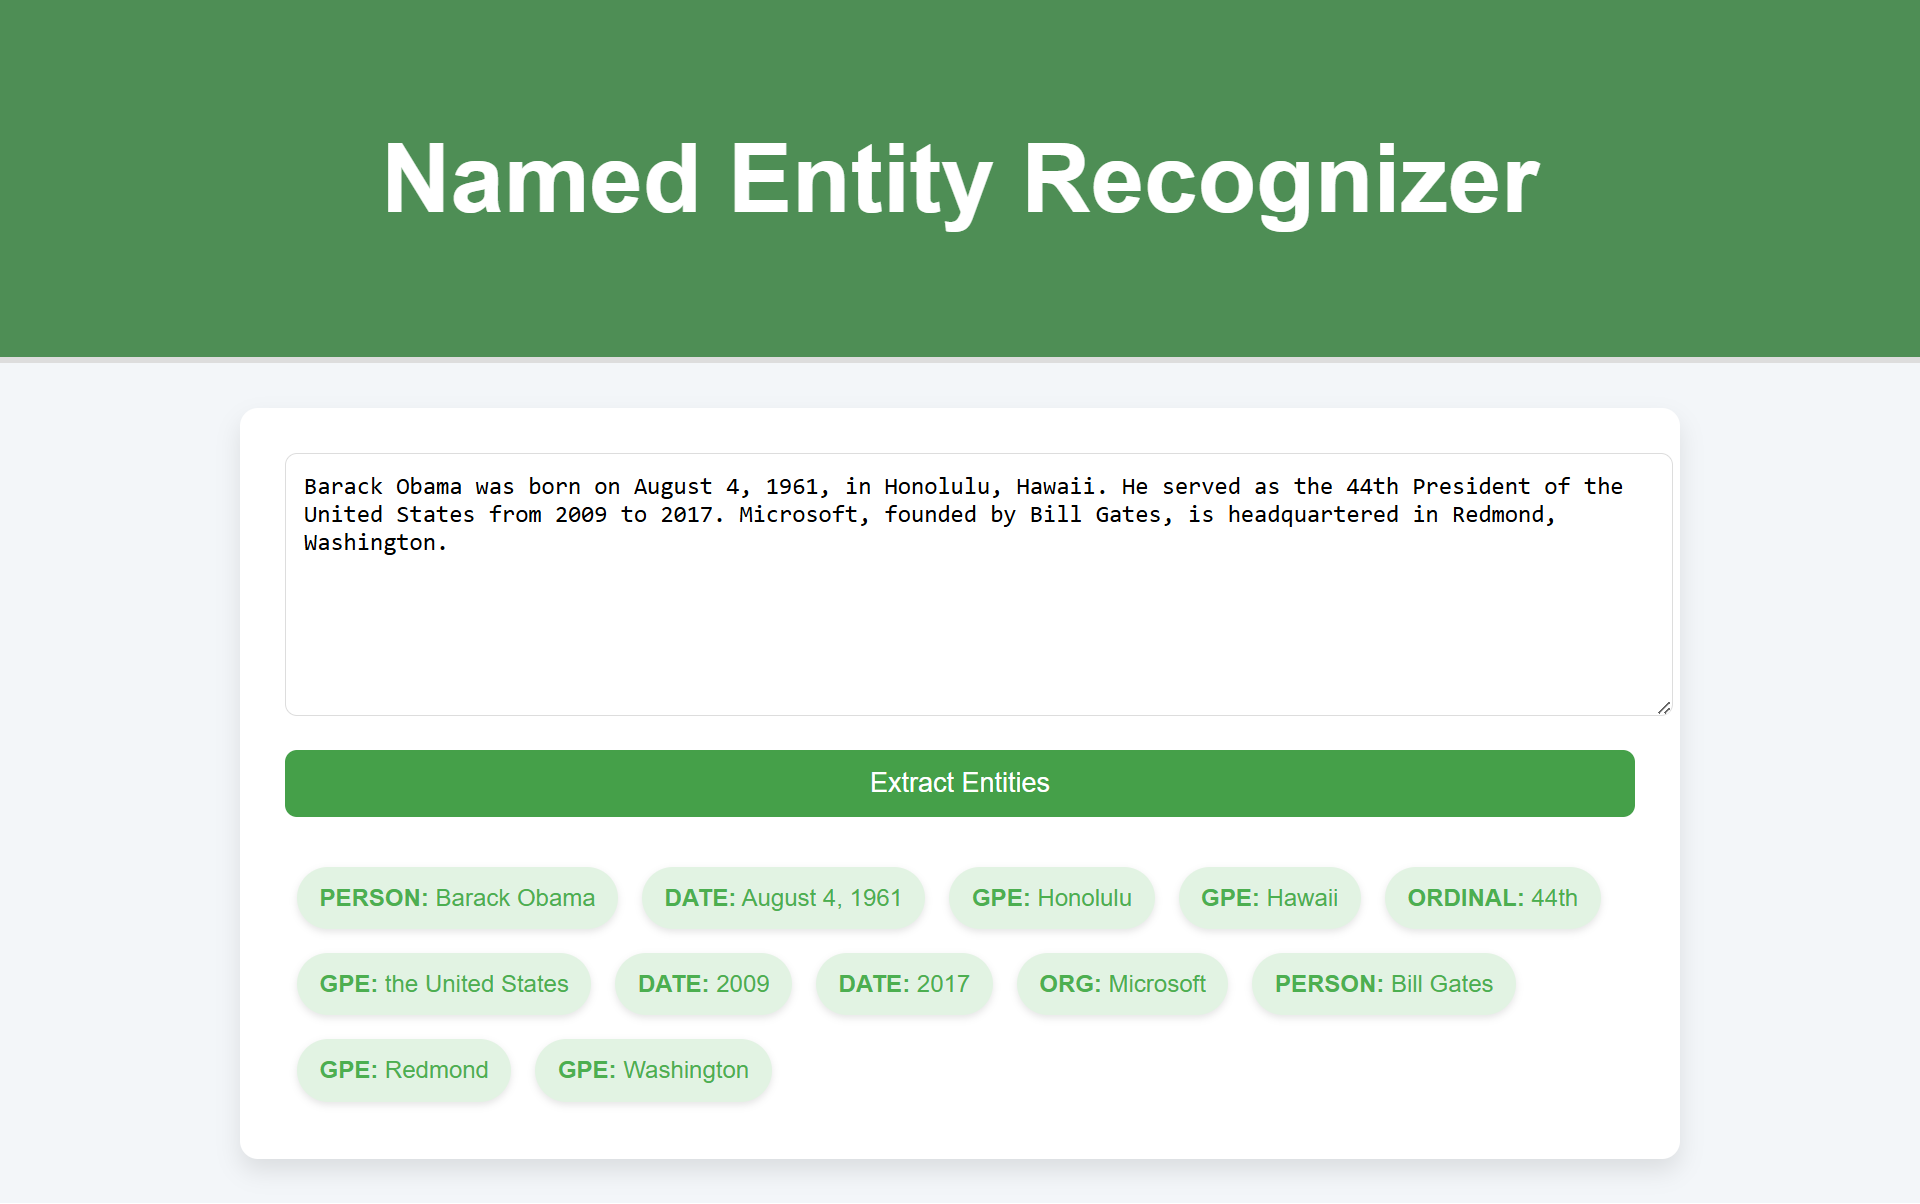 Named Entity Recognizer
Barack Obama was born on August 4, 1961, in Honolulu, Hawaii. He served as the 44th President of the
United States from 2009 to 2017. Microsoft, founded by Bill Gates, is headquartered in Redmond,
Washington.
Extract Entities
PERSON: Barack Obama DATE: August 4, 1961 GPE: Honolulu GPE: Hawaii ORDINAL: 44th
GPE: the United States DATE: 2009 DATE: 2017 ORG: Microsoft PERSON: Bill Gates
GPE: Redmond GPE: Washington